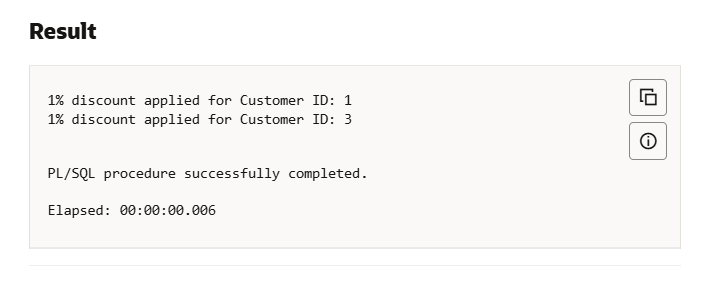 Result
1% discount applied for Customer ID: 1
1% discount applied for Customer ID: 3
PL/SQL procedure successfully completed.
Elapsed: 00:00:00.006